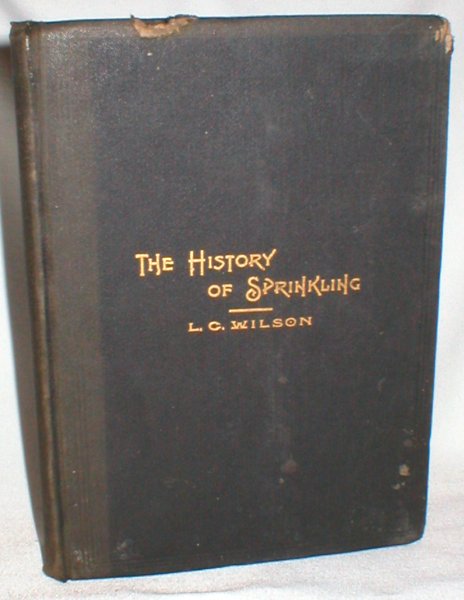 THE HISTORY
OF SPRINKLING
L. C. WILSON